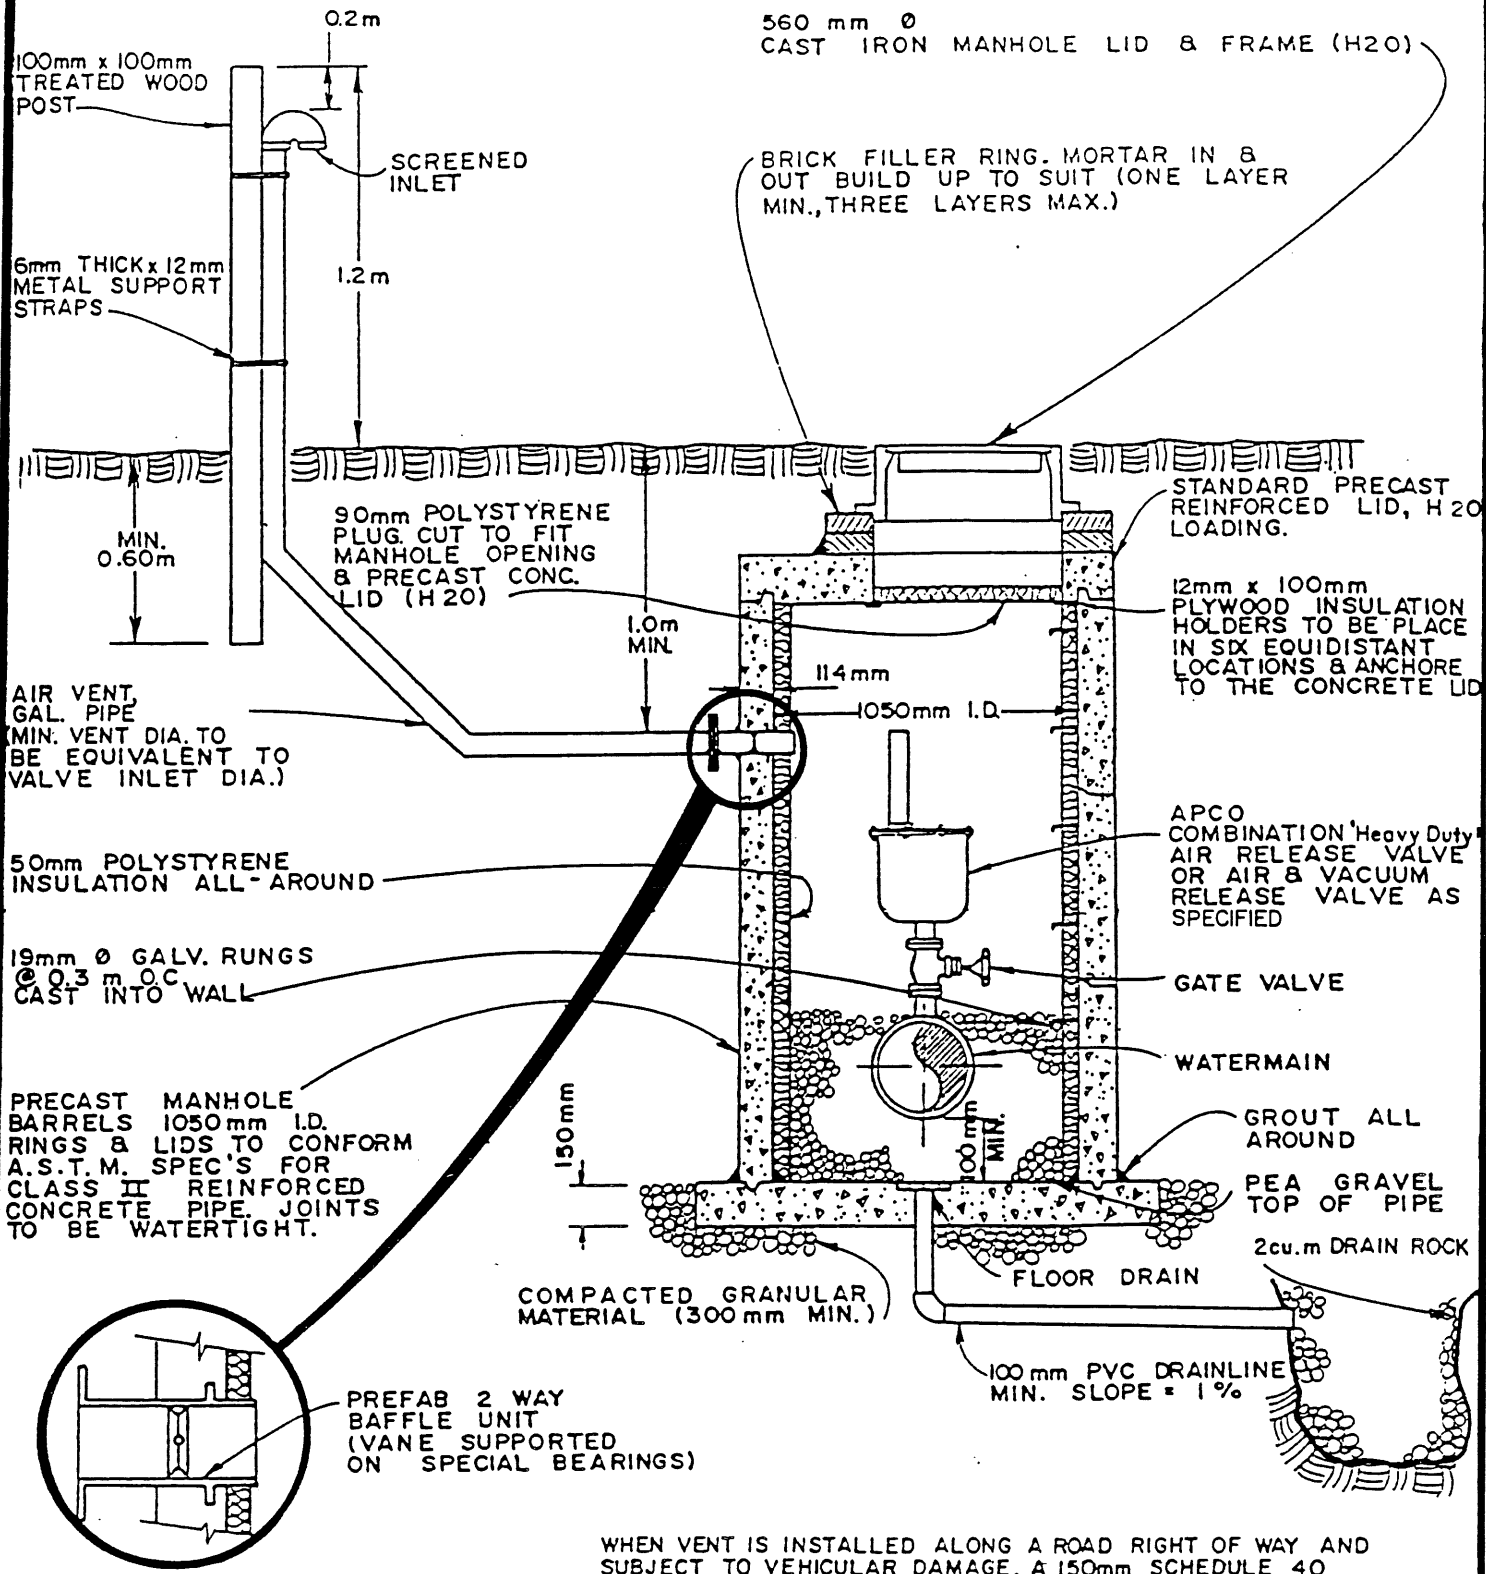 0.2m
560 mm Ø
CAST IRON MANHOLE LID & FRAME (H2O)
100mm x 100mm
TREATED WOOD
POST
SCREENED
INLET
BRICK FILLER RING. MORTAR IN &
OUT BUILD UP TO SUIT (ONE LAYER
MIN., THREE LAYERS MAX.)
6mm THICK x 12mm
METAL SUPPORT
STRAPS
1.2m
MIN.
0.60m
90mm POLYSTYRENE
PLUG. CUT TO FIT
MANHOLE OPENING
& PRECAST CONC.
LID (H20)
1.0m
MIN.
STANDARD PRECAST
REINFORCED LID, H20
LOADING.
12mm x 100mm
PLYWOOD INSULATION
HOLDERS TO BE PLACE
IN SIX EQUIDISTANT
LOCATIONS & ANCHORE
TO THE CONCRETE LID
114mm
1050mm I.D.
AIR VENT,
GAL. PIPE
(MIN. VENT DIA. TO
BE EQUIVALENT TO
VALVE INLET DIA.)
APCO
COMBINATION 'Heavy Duty'
AIR RELEASE VALVE
OR AIR & VACUUM
RELEASE VALVE AS
SPECIFIED
50mm POLYSTYRENE
INSULATION ALL-AROUND
19mm Ø GALV. RUNGS
@ 0.3 m O.C.
CAST INTO WALL
GATE VALVE
WATERMAIN
PRECAST MANHOLE
BARRELS 1050mm I.D.
RINGS & LIDS TO CONFORM
A.S.T.M. SPEC'S FOR
CLASS II REINFORCED
CONCRETE PIPE. JOINTS
TO BE WATERTIGHT.
150mm
100mm
MIN.
GROUT ALL
AROUND
PEA GRAVEL
TOP OF PIPE
2cu.m DRAIN ROCK
FLOOR DRAIN
COMPACTED GRANULAR
MATERIAL (300mm MIN.)
100mm PVC DRAINLINE
MIN. SLOPE = 1%
PREFAB 2 WAY
BAFFLE UNIT
(VANE SUPPORTED
ON SPECIAL BEARINGS)
WHEN VENT IS INSTALLED ALONG A ROAD RIGHT OF WAY AND
SUBJECT TO VEHICULAR DAMAGE, A 150mm SCHEDULE 40